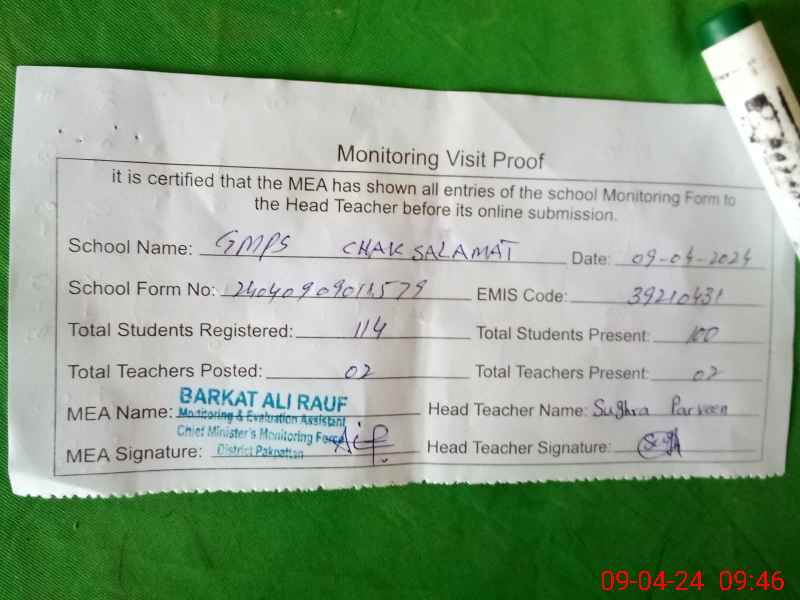 Monitoring Visit Proof
it is certified that the MEA has shown all entries of the school Monitoring Form to
the Head Teacher before its online submission.
School Name: GMPS CHAK SALAMAT Date: 09-04-2024
School Form No: EMIS Code: 39210431
Total Students Registered: 114 Total Students Present: 100
Total Teachers Posted: 02 Total Teachers Present: 02
BARKAT ALI RAUF
MEA Name: Monitoring & Evaluation Assistant Head Teacher Name: Sughra Parveen
Chief Minister's Monitoring Force
MEA Signature: District Pakpattan Head Teacher Signature:
09-04-24 09:46